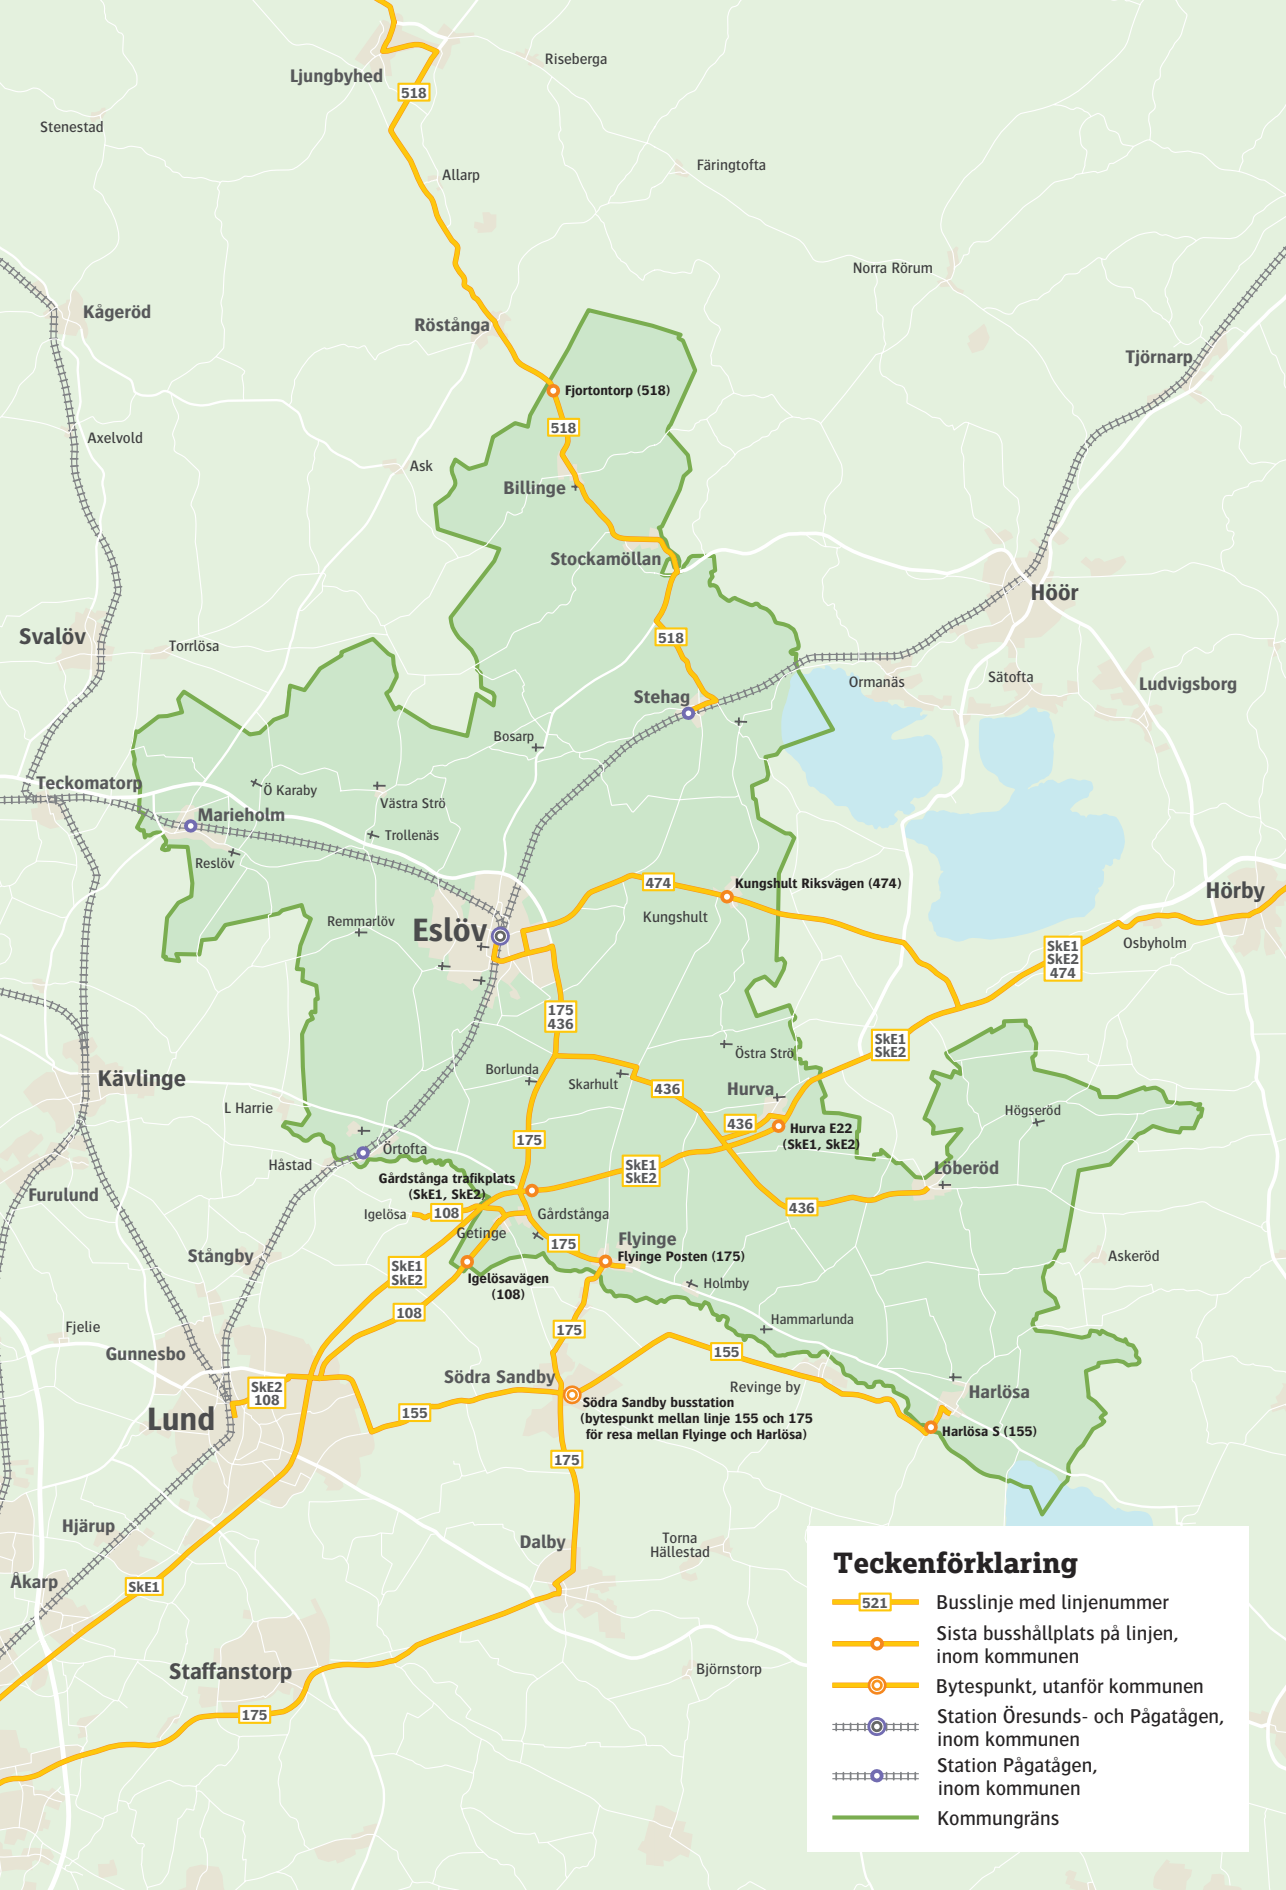 Ljungbyhed
Riseberga
518
Stenestad
Färingtofta
Allarp
Norra Rörum
Kågeröd
Röstånga
Tjörnarp
Fjortontorp (518)
518
Axelvold
Ask
Billinge
Stockamöllan
Höör
Svalöv
518
Torrlösa
Sätofta
Ormanäs
Ludvigsborg
Stehag
Bosarp
Teckomatorp
Ö Karaby
Västra Strö
Marieholm
Trollenäs
Reslöv
474
Kungshult Riksvägen (474)
Hörby
Remmarlöv
Kungshult
Eslöv
Osbyholm
SkE1
SkE2
474
175
436
SkE1
SkE2
Östra Strö
Borlunda
Skarhult
Kävlinge
436
Hurva
L Harrie
Högseröd
436
Hurva E22
(SkE1, SkE2)
175
Örtofta
Håstad
Löberöd
SkE1
SkE2
Gårdstånga trafikplats
(SkE1, SkE2)
Furulund
436
Igelösa
108
Gårdstånga
Getinge
175
Flyinge
Flyinge Posten (175)
Stångby
Askeröd
SkE1
SkE2
Igelösavägen
(108)
Holmby
108
Hammarlunda
Fjelie
175
Gunnesbo
155
Södra Sandby
Revinge by
SkE2
108
Harlösa
Södra Sandby busstation
(bytespunkt mellan linje 155 och 175
för resa mellan Flyinge och Harlösa)
Lund
155
Harlösa S (155)
175
Hjärup
Dalby
Torna
Hällestad
Åkarp
SkE1
Staffanstorp
Björnstorp
175
Teckenförklaring
521
Busslinje med linjenummer
Sista busshållplats på linjen,
inom kommunen
Bytespunkt, utanför kommunen
Station Öresunds- och Pågatågen,
inom kommunen
Station Pågatågen,
inom kommunen
Kommungräns